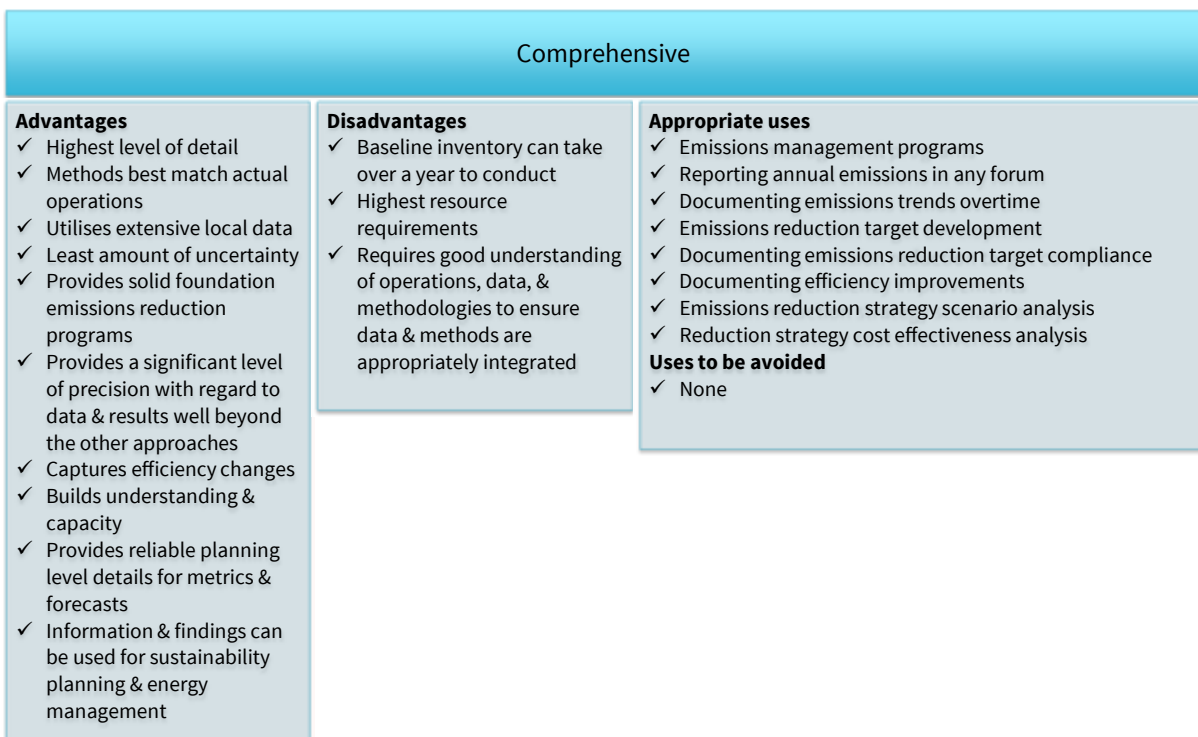 Comprehensive
Advantages
✓ Highest level of detail
✓ Methods best match actual
operations
✓ Utilises extensive local data
✓ Least amount of uncertainty
✓ Provides solid foundation
emissions reduction
programs
✓ Provides a significant level
of precision with regard to
data & results well beyond
the other approaches
✓ Captures efficiency changes
✓ Builds understanding &
capacity
✓ Provides reliable planning
level details for metrics &
forecasts
✓ Information & findings can
be used for sustainability
planning & energy
management
Disadvantages
✓ Baseline inventory can take
over a year to conduct
✓ Highest resource
requirements
✓ Requires good understanding
of operations, data, &
methodologies to ensure
data & methods are
appropriately integrated
Appropriate uses
✓ Emissions management programs
✓ Reporting annual emissions in any forum
✓ Documenting emissions trends overtime
✓ Emissions reduction target development
✓ Documenting emissions reduction target compliance
✓ Documenting efficiency improvements
✓ Emissions reduction strategy scenario analysis
✓ Reduction strategy cost effectiveness analysis
Uses to be avoided
✓ None